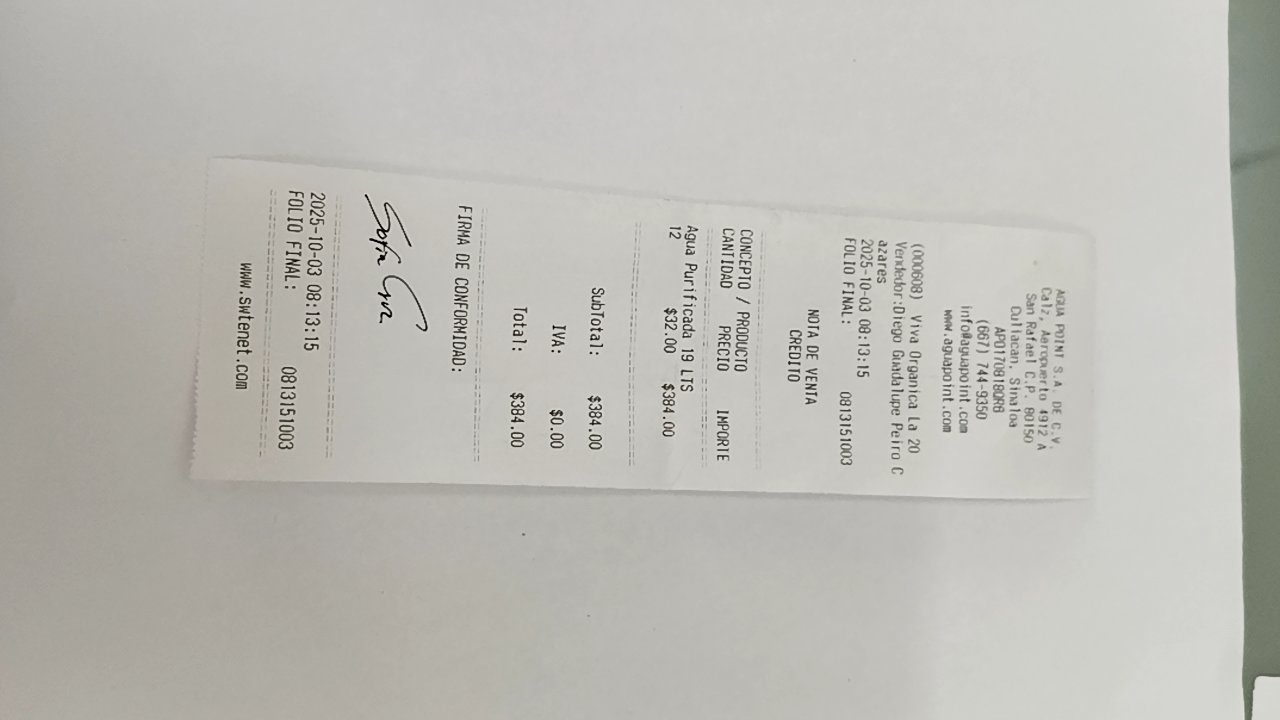 AGUA POINT S.A. DE C.V.
Calz, Aeropuerto 4912 A
San Rafael C.P. 80150
Culiacan, Sinaloa
APO170818QR6
(667) 744-9350
info@aguapoint.com
www.aguapoint.com
(000608) Viva Organica La 20
Vendedor:Diego Guadalupe Peiro C
azares
2025-10-03 08:13:15
FOLIO FINAL: 0813151003
NOTA DE VENTA
CREDITO
CONCEPTO / PRODUCTO
CANTIDAD PRECIO IMPORTE
Agua Purificada 19 LTS
12 $32.00 $384.00
SubTotal: $384.00
IVA: $0.00
Total: $384.00
FIRMA DE CONFORMIDAD:
2025-10-03 08:13:15
FOLIO FINAL: 0813151003
www.swtenet.com